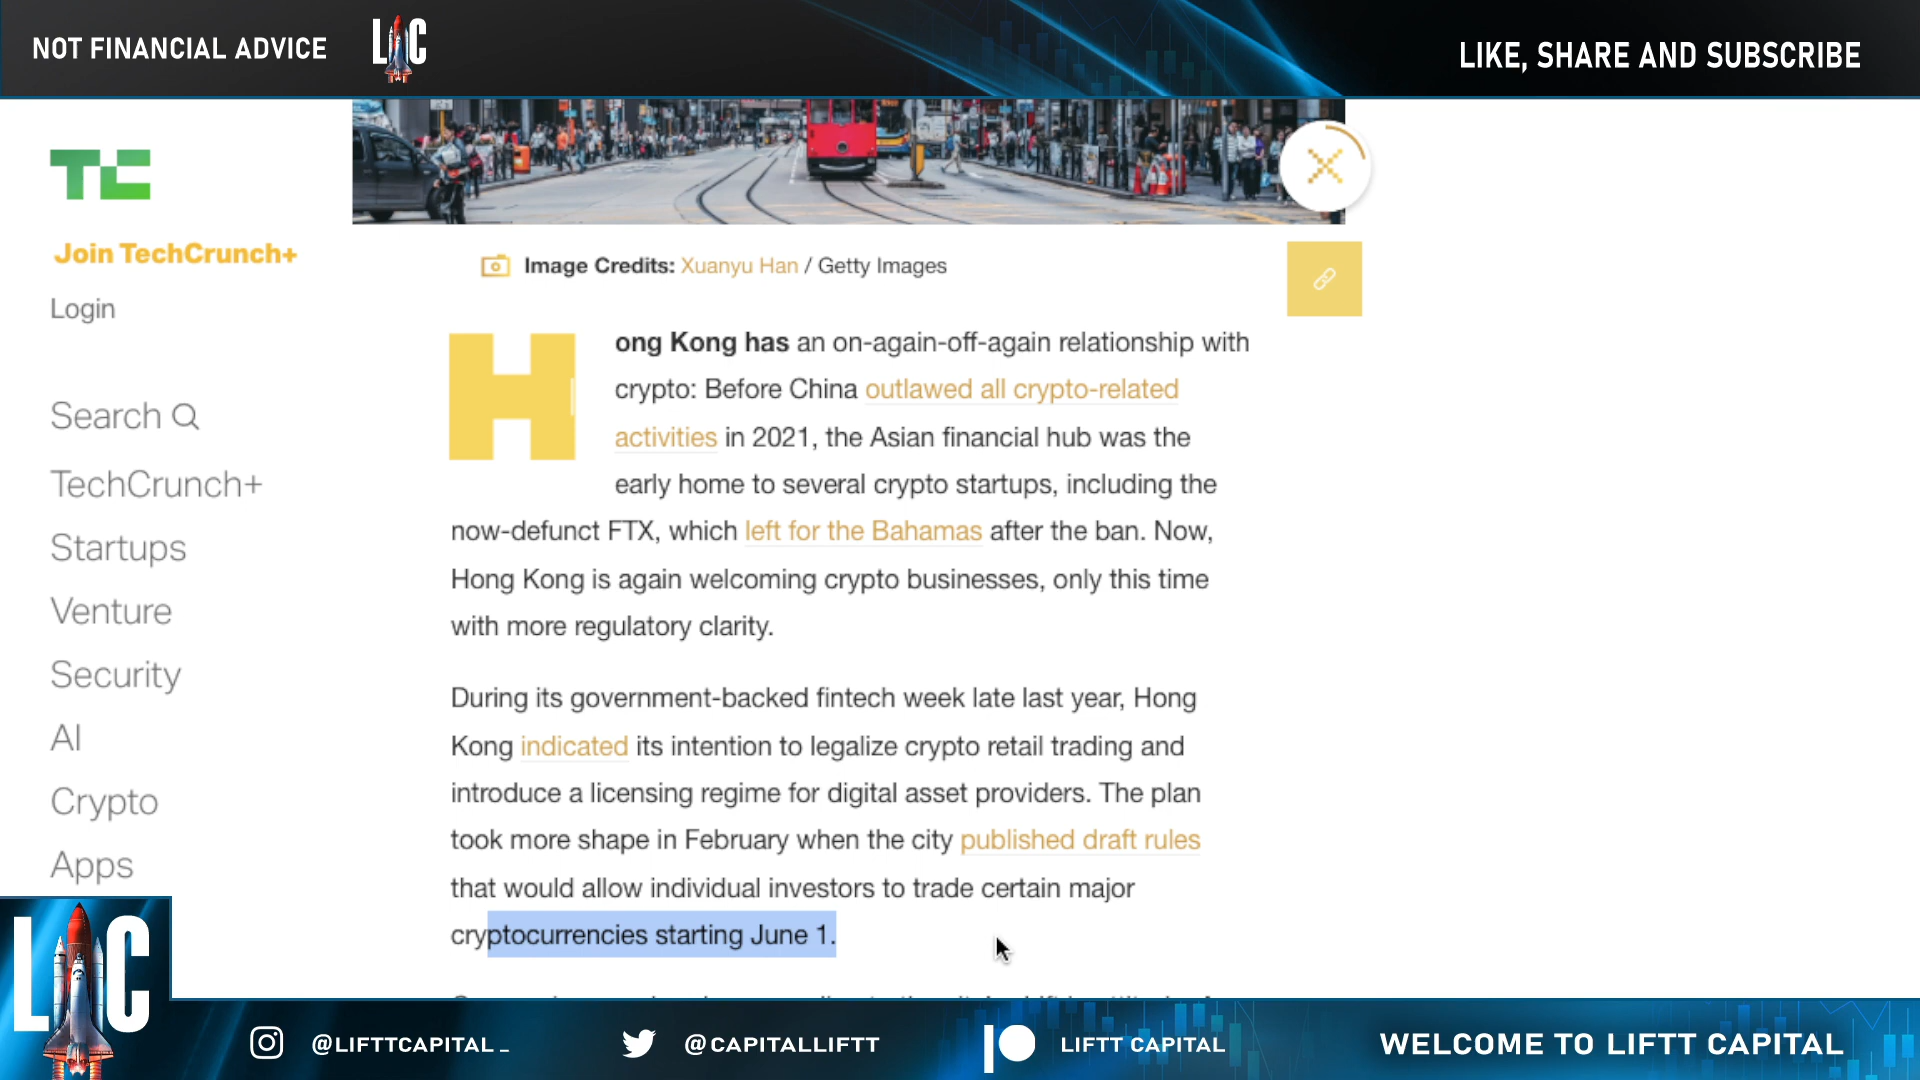 NOT FINANCIAL ADVICE
LC
LIKE, SHARE AND SUBSCRIBE
TC
Join TechCrunch+
Login
Search
TechCrunch+
Startups
Venture
Security
AI
Crypto
Apps
Image Credits: Xuanyu Han / Getty Images
Hong Kong has an on-again-off-again relationship with
crypto: Before China outlawed all crypto-related
activities in 2021, the Asian financial hub was the
early home to several crypto startups, including the
now-defunct FTX, which left for the Bahamas after the ban. Now,
Hong Kong is again welcoming crypto businesses, only this time
with more regulatory clarity.
During its government-backed fintech week late last year, Hong
Kong indicated its intention to legalize crypto retail trading and
introduce a licensing regime for digital asset providers. The plan
took more shape in February when the city published draft rules
that would allow individual investors to trade certain major
cryptocurrencies starting June 1.
LC
@LIFTTCAPITAL_
@CAPITALLIFTT
LIFTT CAPITAL
WELCOME TO LIFTT CAPITAL